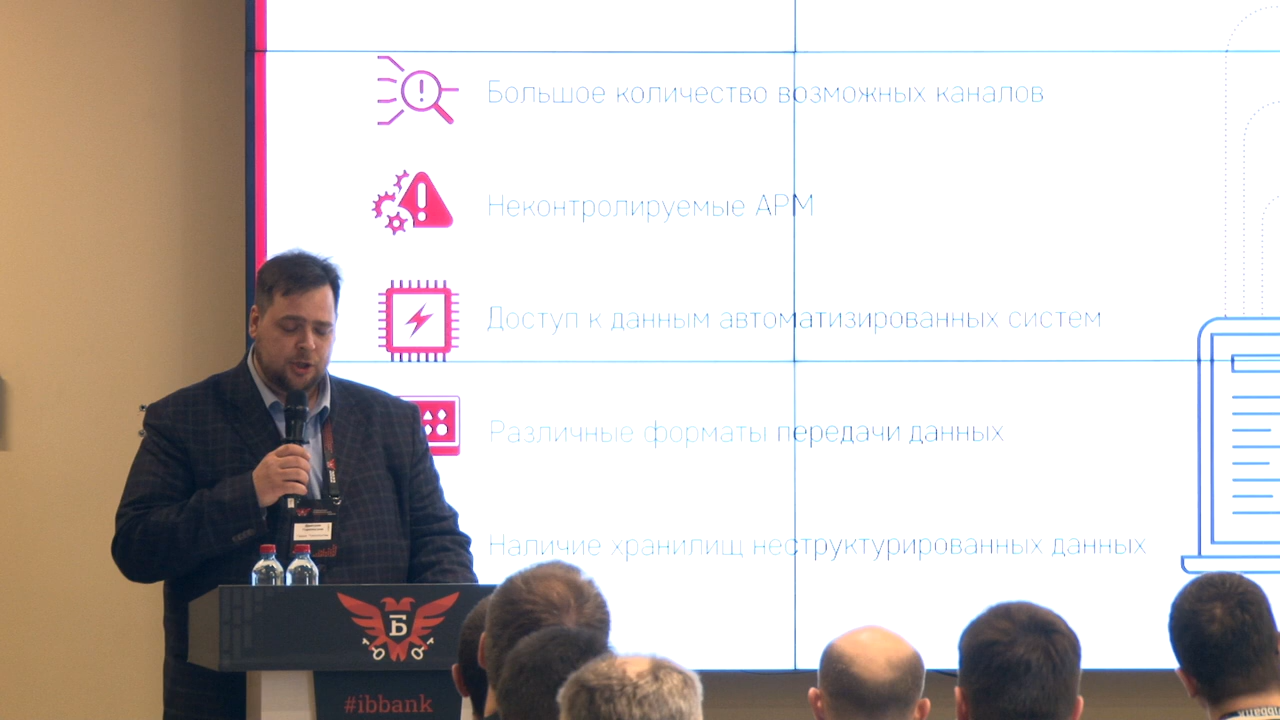 Большое количество возможных каналов
Неконтролируемые АРМ
Доступ к данным автоматизированных систем
Различные форматы передачи данных
Наличие хранилищ неструктурированных данных
Б
#ibbank
ibbank